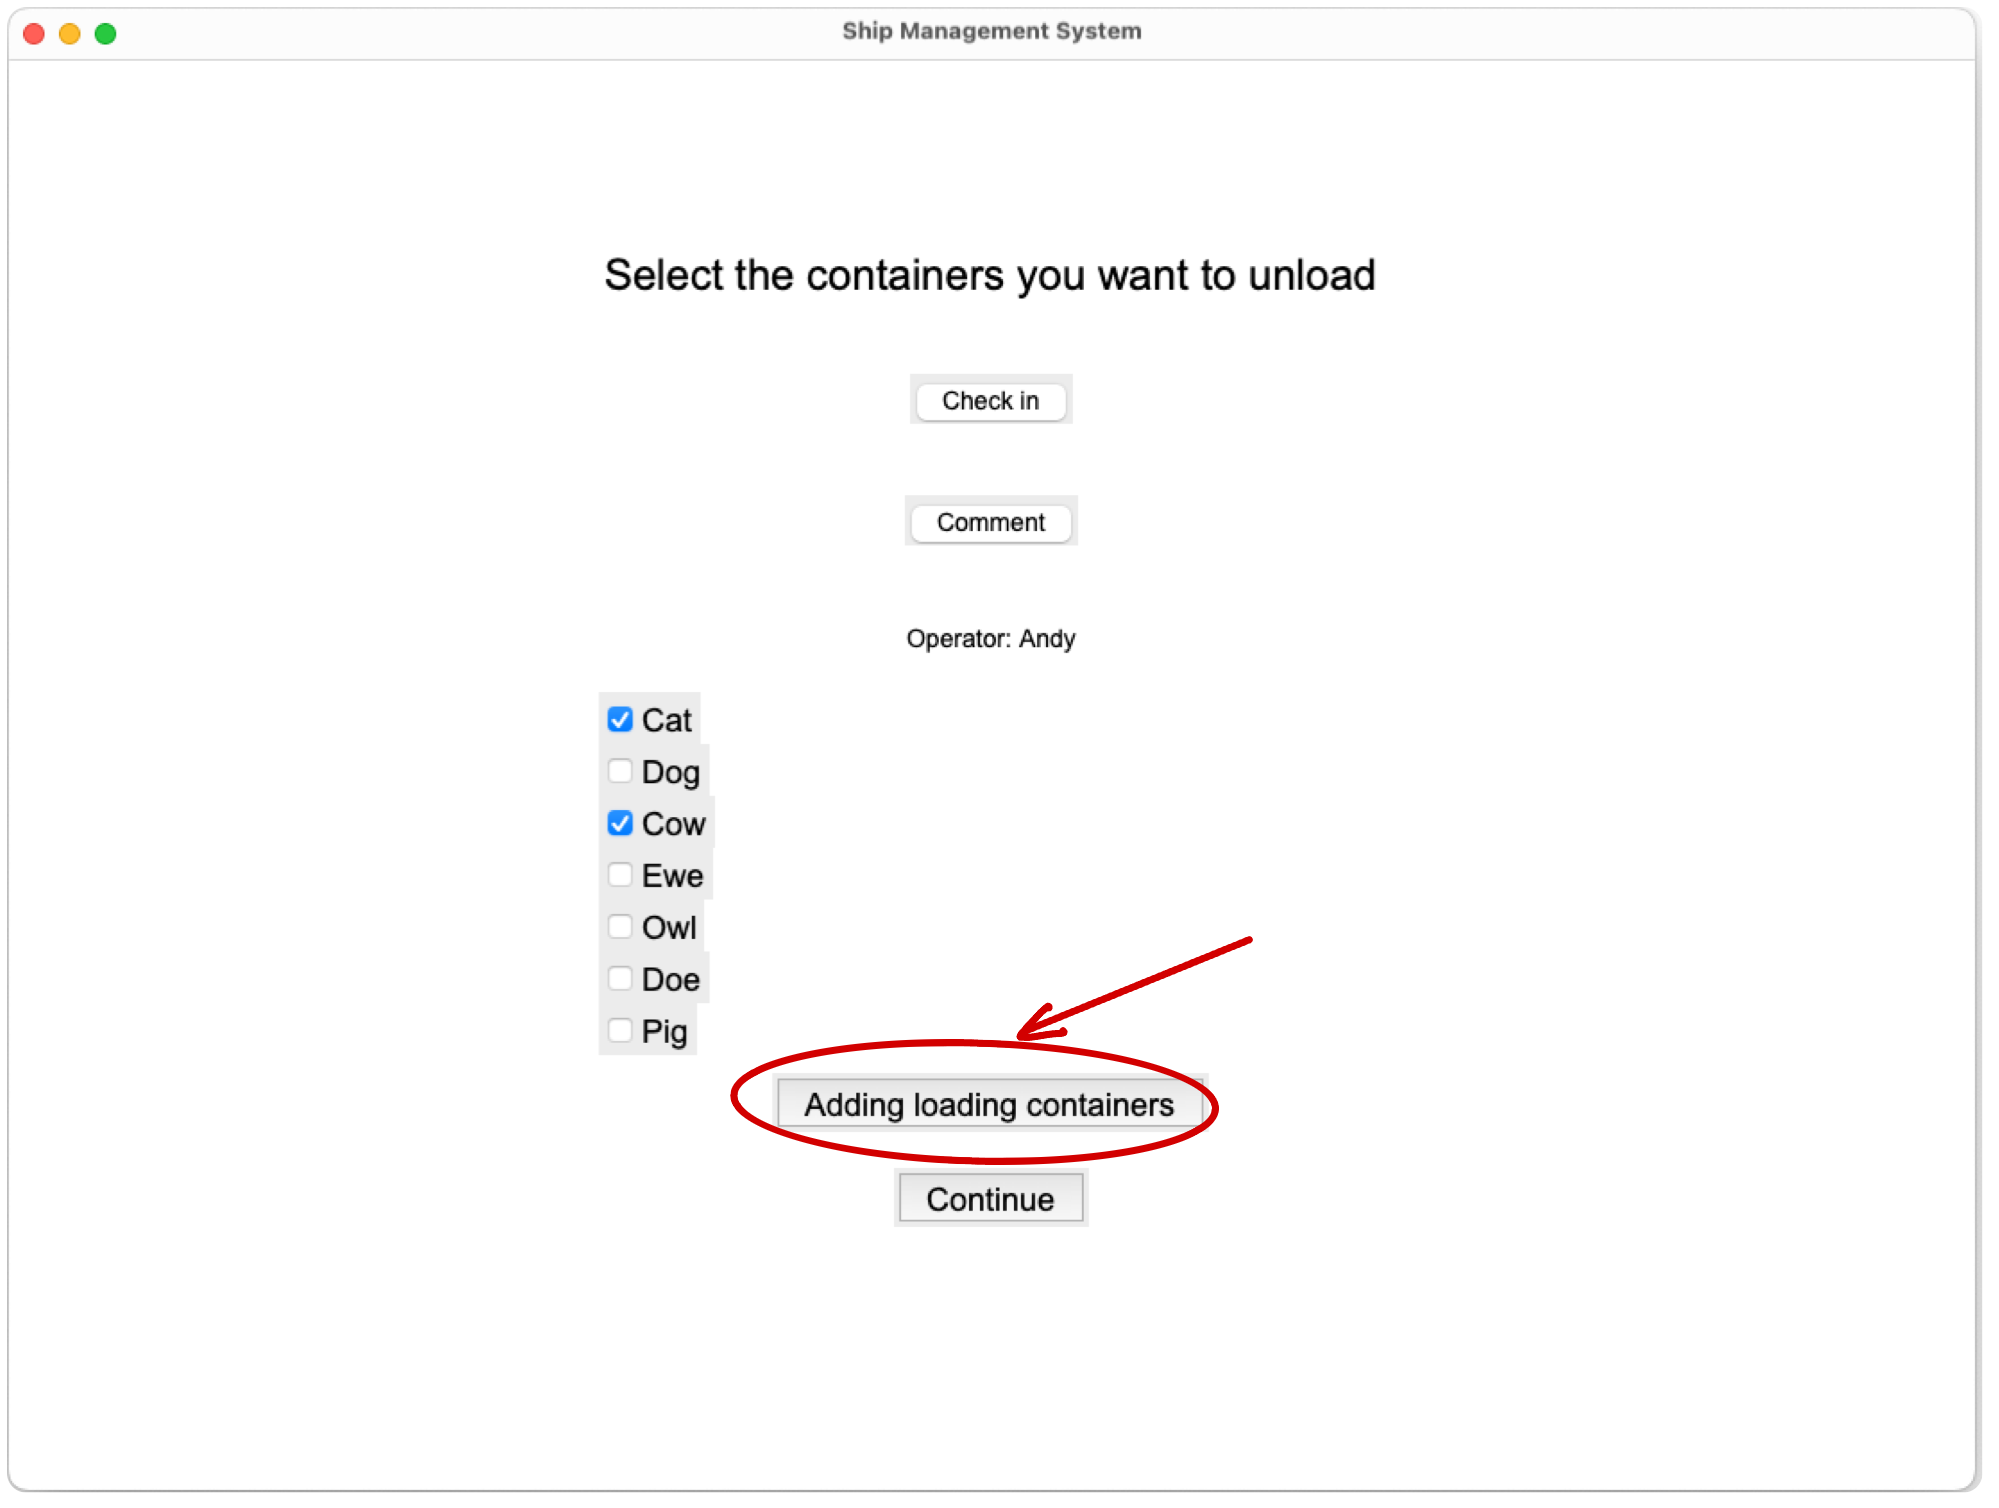 Ship Management System
Select the containers you want to unload
Check in
Comment
Operator: Andy
Cat
Dog
Cow
Ewe
Owl
Doe
Pig
Adding loading containers
Continue